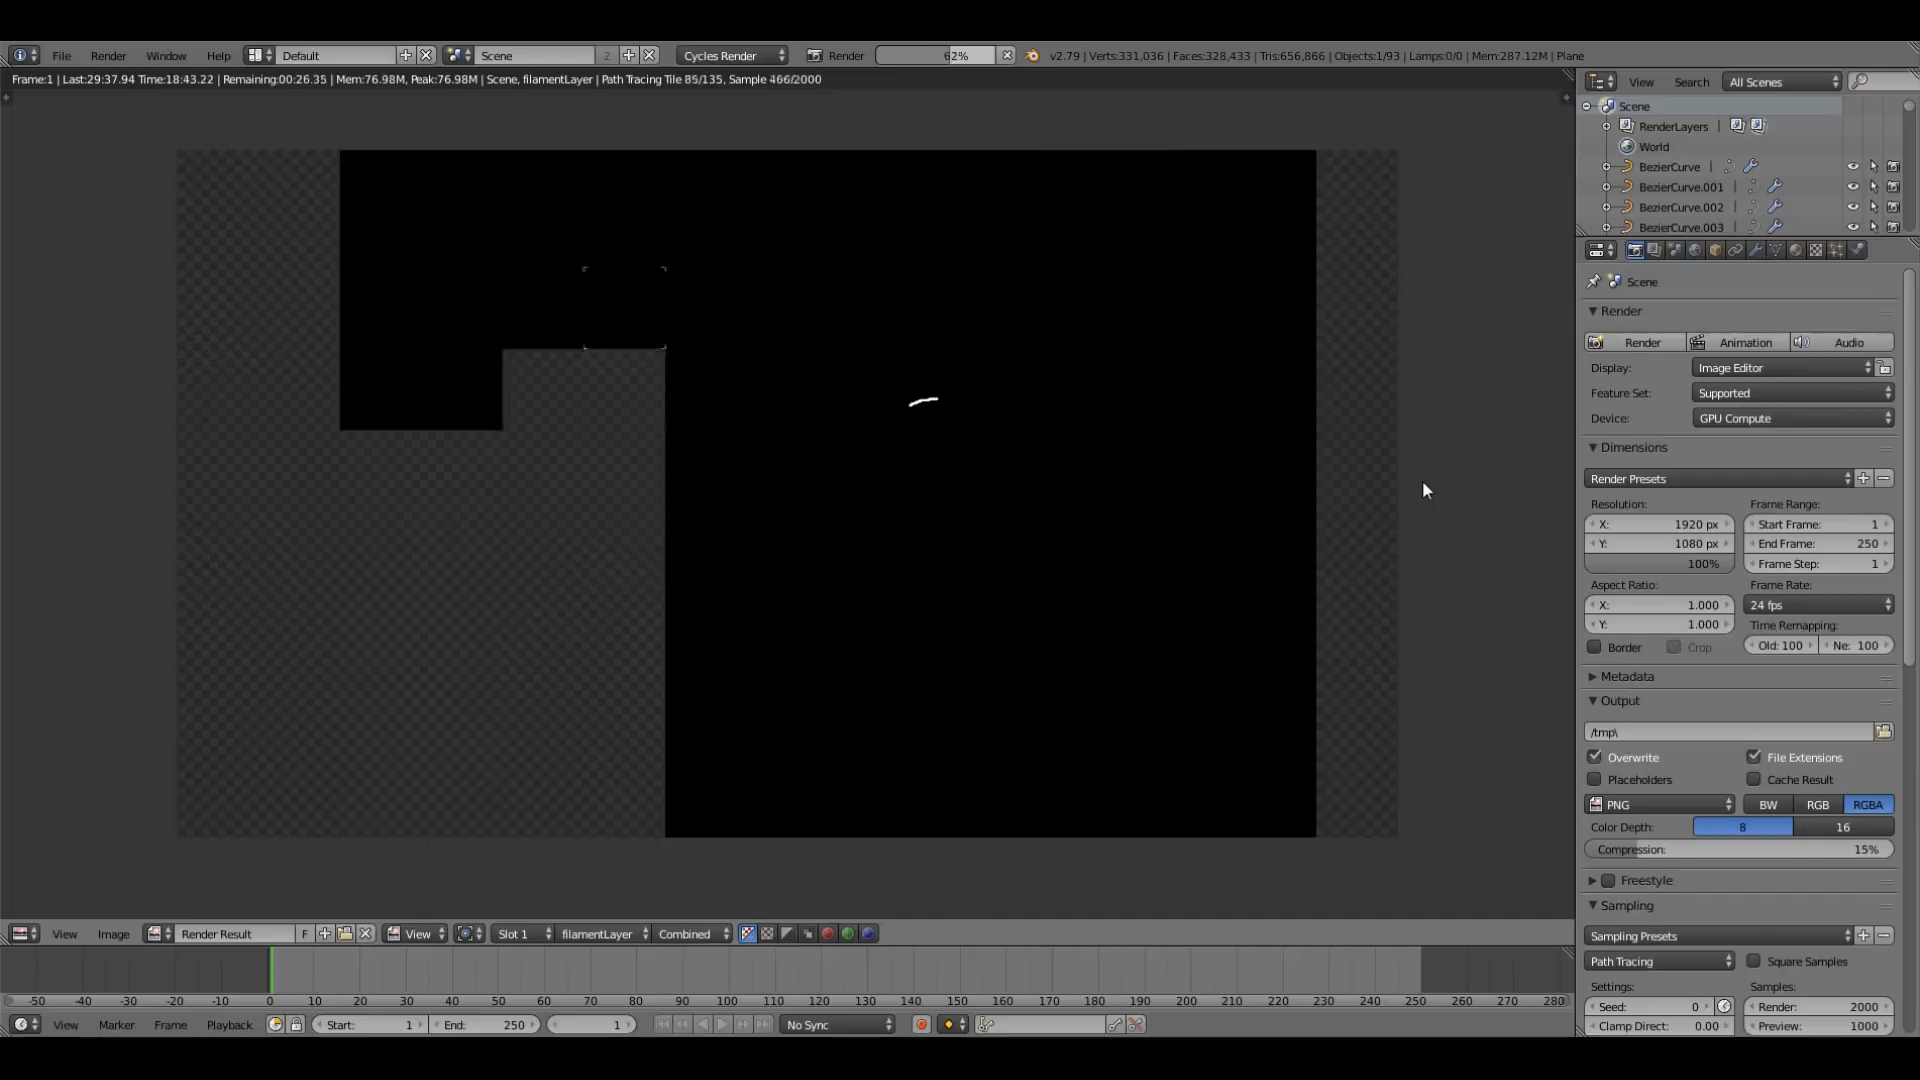 File Render Window Help Default Scene 2 Cycles Render Render 62% v2.79 | Verts:331,036 | Faces:328,433 | Tris:656,866 | Objects:1/93 | Lamps:0/0 | Mem:287.12M | Plane
Frame:1 | Last:29:37.94 Time:18:43.22 | Remaining:00:26.35 | Mem:76.98M, Peak:76.98M | Scene, filamentLayer | Path Tracing Tile 85/135, Sample 466/2000
View Search All Scenes
Scene
RenderLayers |
World
BezierCurve |
BezierCurve.001 |
BezierCurve.002 |
BezierCurve.003 |
Scene
Render
Render Animation Audio
Display: Image Editor
Feature Set: Supported
Device: GPU Compute
Dimensions
Render Presets
Resolution: Frame Range:
X: 1920 px Start Frame: 1
Y: 1080 px End Frame: 250
100% Frame Step: 1
Aspect Ratio: Frame Rate:
X: 1.000 24 fps
Y: 1.000 Time Remapping:
Border Crop Old: 100 Ne: 100
Metadata
Output
/tmp\
Overwrite File Extensions
Placeholders Cache Result
PNG BW RGB RGBA
Color Depth: 8 16
Compression: 15%
Freestyle
Sampling
Sampling Presets
Path Tracing Square Samples
Settings: Samples:
Seed: 0 Render: 2000
Clamp Direct: 0.00 Preview: 1000
View Image Render Result F View Slot 1 filamentLayer Combined
-50 -40 -30 -20 -10 0 10 20 30 40 50 60 70 80 90 100 110 120 130 140 150 160 170 180 190 200 210 220 230 240 250 260 270 280
View Marker Frame Playback Start: 1 End: 250 1 No Sync